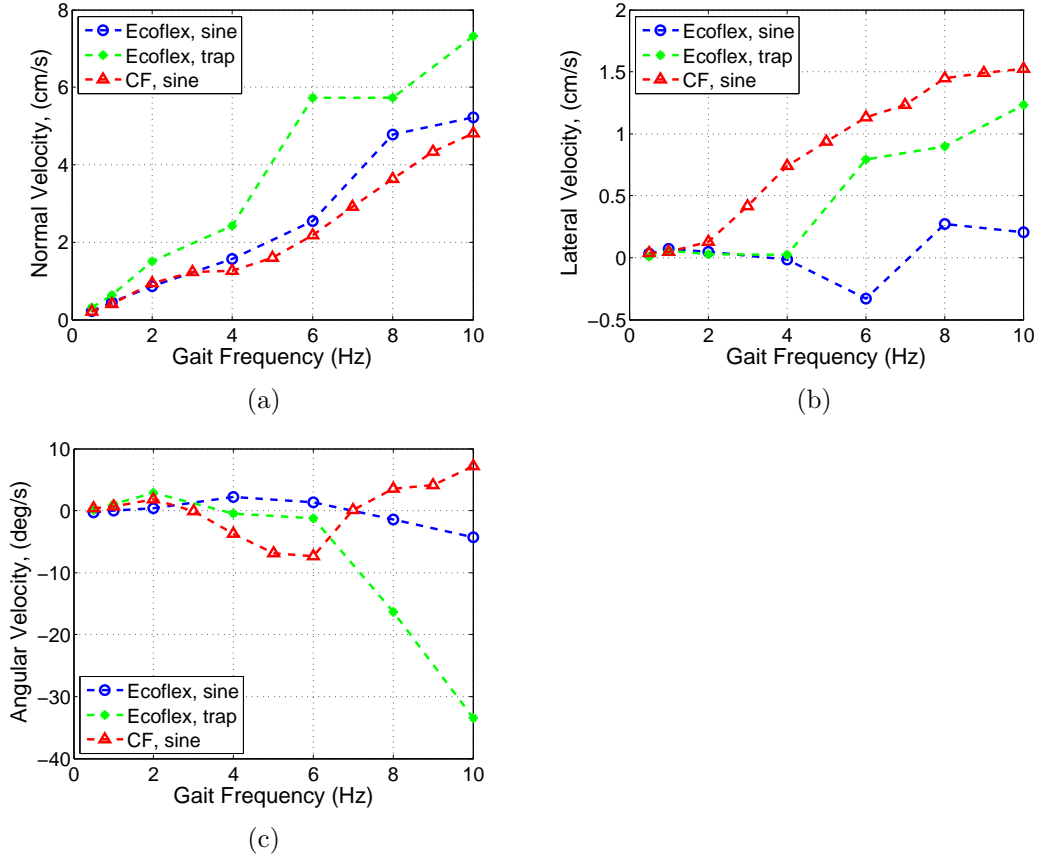 8
6
4
2
0
Normal Velocity, (cm/s)
Ecoflex, sine
Ecoflex, trap
CF, sine
0 2 4 6 8 10
Gait Frequency (Hz)
(a)
2
1.5
1
0.5
0
−0.5
Lateral Velocity, (cm/s)
Ecoflex, sine
Ecoflex, trap
CF, sine
0 2 4 6 8 10
Gait Frequency (Hz)
(b)
10
0
−10
−20
−30
−40
Angular Velocity, (deg/s)
Ecoflex, sine
Ecoflex, trap
CF, sine
0 2 4 6 8 10
Gait Frequency (Hz)
(c)